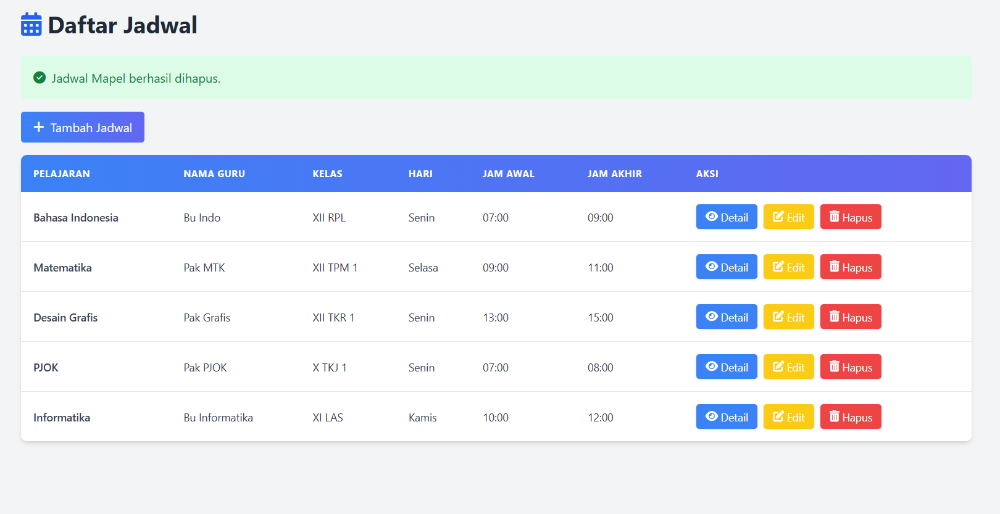 Daftar Jadwal
Jadwal Mapel berhasil dihapus.
Tambah Jadwal
PELAJARAN NAMA GURU KELAS HARI JAM AWAL JAM AKHIR AKSI
Bahasa Indonesia Bu Indo XII RPL Senin 07:00 09:00 Detail Edit Hapus
Matematika Pak MTK XII TPM 1 Selasa 09:00 11:00 Detail Edit Hapus
Desain Grafis Pak Grafis XII TKR 1 Senin 13:00 15:00 Detail Edit Hapus
PJOK Pak PJOK X TKJ 1 Senin 07:00 08:00 Detail Edit Hapus
Informatika Bu Informatika XI LAS Kamis 10:00 12:00 Detail Edit Hapus